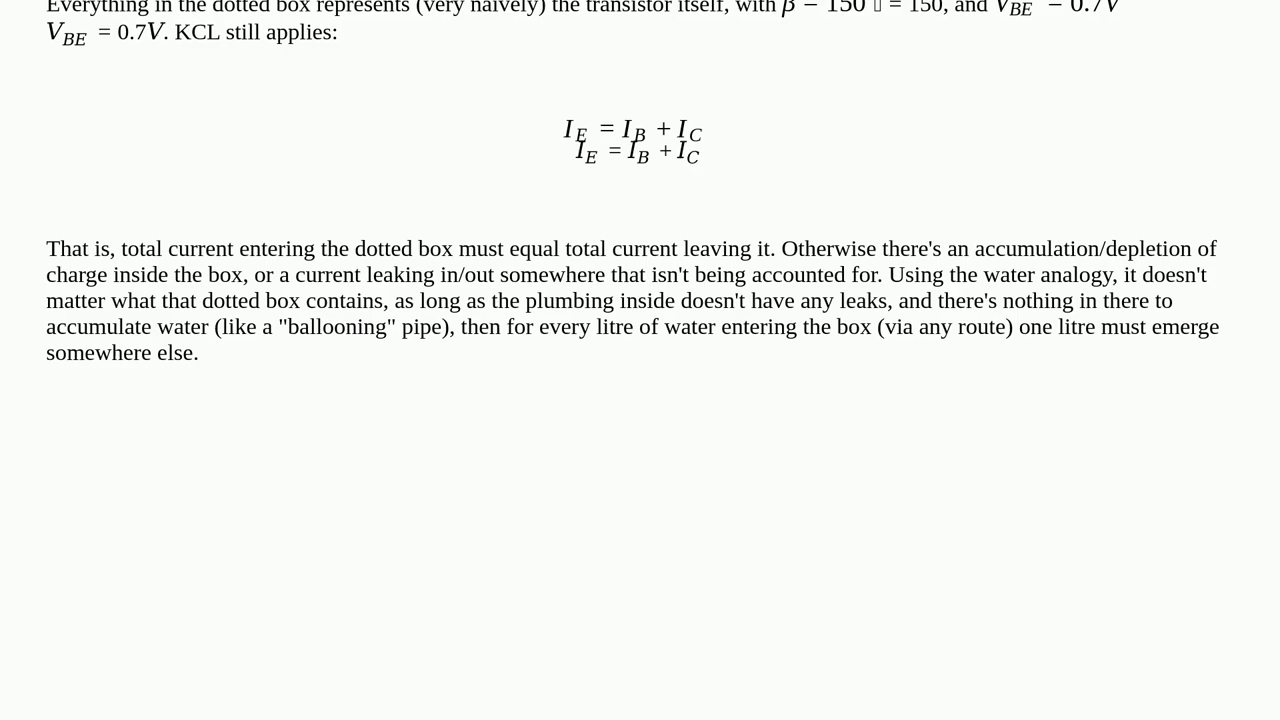 Everything in the dotted box represents (very naively) the transistor itself, with β = 150 𝛽 = 150, and V_BE = 0.7V
V_BE = 0.7V. KCL still applies:
I_E = I_B + I_C
I_E = I_B + I_C
That is, total current entering the dotted box must equal total current leaving it. Otherwise there's an accumulation/depletion of
charge inside the box, or a current leaking in/out somewhere that isn't being accounted for. Using the water analogy, it doesn't
matter what that dotted box contains, as long as the plumbing inside doesn't have any leaks, and there's nothing in there to
accumulate water (like a "ballooning" pipe), then for every litre of water entering the box (via any route) one litre must emerge
somewhere else.